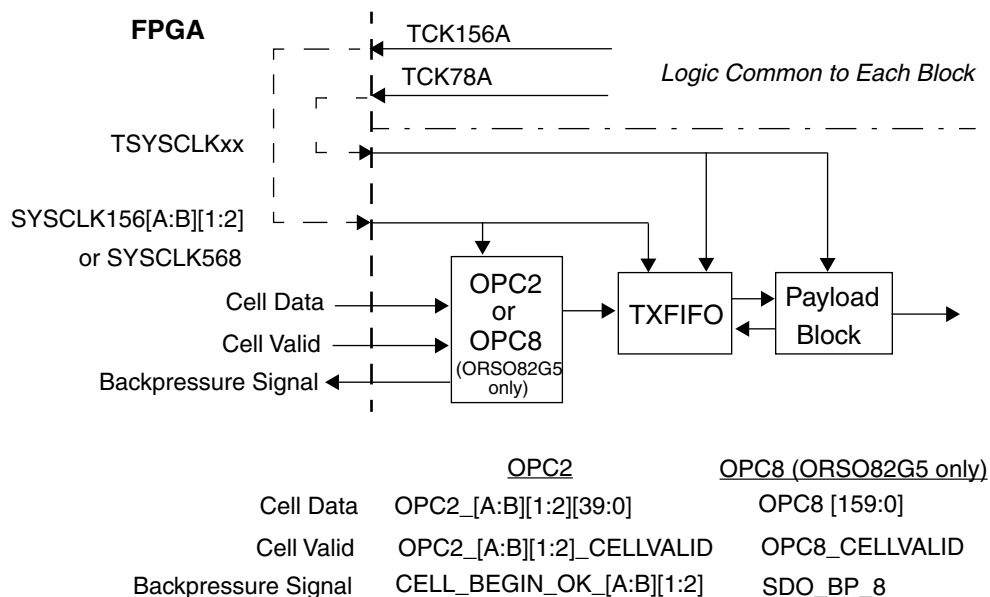 FPGA
TCK156A
TCK78A
Logic Common to Each Block
TSYSCLKxx
SYSCLK156[A:B][1:2]
or SYSCLK568
Cell Data
Cell Valid
Backpressure Signal
OPC2
or
OPC8
(ORSO82G5
only)
TXFIFO
Payload
Block
OPC2 OPC8 (ORSO82G5 only)
Cell Data OPC2_[A:B][1:2][39:0] OPC8 [159:0]
Cell Valid OPC2_[A:B][1:2]_CELLVALID OPC8_CELLVALID
Backpressure Signal CELL_BEGIN_OK_[A:B][1:2] SDO_BP_8